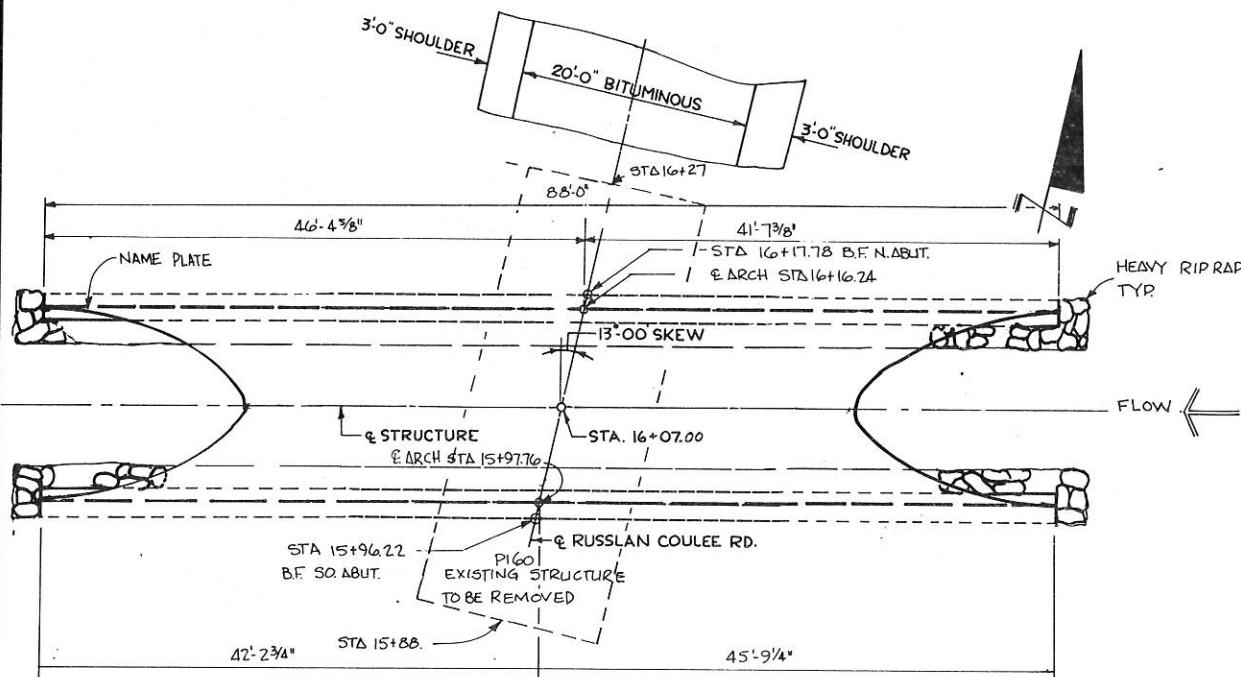 3'-0" SHOULDER
20'-0" BITUMINOUS
3'-0" SHOULDER
STA 16+27
88'-0"
46'-4 5/8"
41'-7 3/8"
NAME PLATE
STA 16+17.78 B.F. N. ABUT.
℄ ARCH STA 16+16.24
HEAVY RIP RAP
TYP.
13°-00' SKEW
FLOW
℄ STRUCTURE
STA. 16+07.00
℄ ARCH STA 15+97.76
STA 15+96.22
B.F. SO. ABUT.
℄ RUSSLAN COULEE RD.
P160
EXISTING STRUCTURE
TO BE REMOVED
STA 15+88.
42'-2 3/4"
45'-9 1/4"